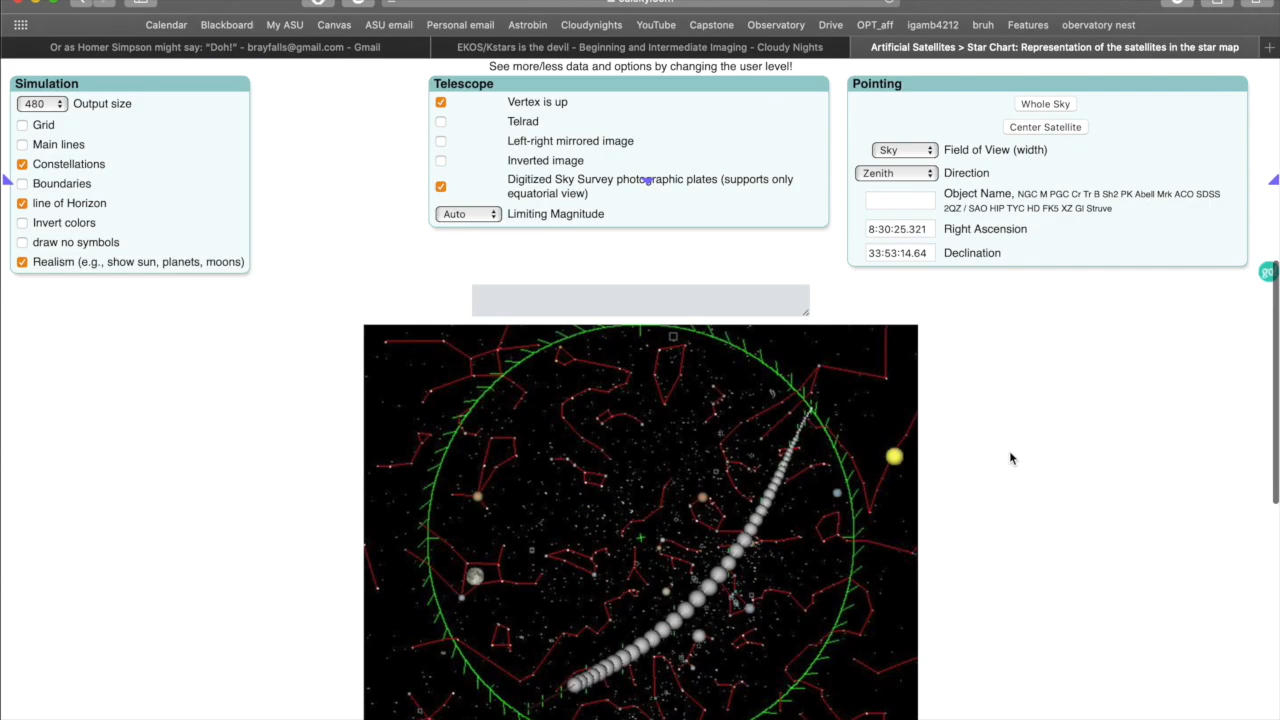 Calendar Blackboard My ASU Canvas ASU email Personal email Astrobin Cloudynights YouTube Capstone Observatory Drive OPT_aff igamb4212 bruh Features obervatory nest
Or as Homer Simpson might say: "Doh!" - brayfalls@gmail.com - Gmail
EKOS/Kstars is the devil - Beginning and Intermediate Imaging - Cloudy Nights
Artificial Satellites > Star Chart: Representation of the satellites in the star map
See more/less data and options by changing the user level!
Simulation
480 Output size
Grid
Main lines
Constellations
Boundaries
line of Horizon
Invert colors
draw no symbols
Realism (e.g., show sun, planets, moons)
Telescope
Vertex is up
Telrad
Left-right mirrored image
Inverted image
Digitized Sky Survey photographic plates (supports only
equatorial view)
Auto Limiting Magnitude
Pointing
Whole Sky
Center Satellite
Sky Field of View (width)
Zenith Direction
Object Name, NGC M PGC Cr Tr B Sh2 PK Abell Mrk ACO SDSS
2QZ / SAO HIP TYC HD FK5 XZ Gl Struve
8:30:25.321 Right Ascension
33:53:14.64 Declination
go